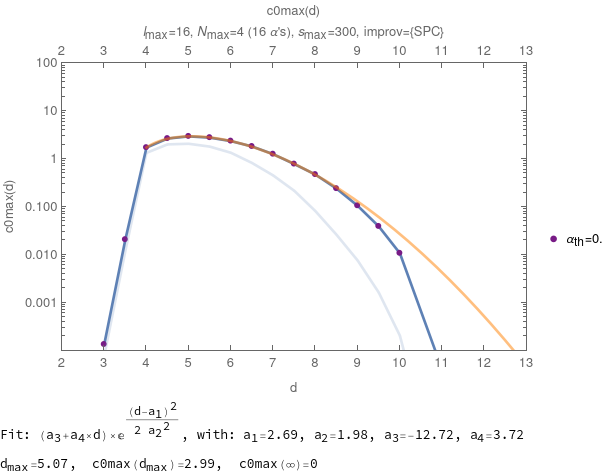 c0max(d)
lmax=16, Nmax=4 (16 α's), smax=300, improv={SPC}
2 3 4 5 6 7 8 9 10 11 12 13
100
10
1
0.100
0.010
0.001
c0max(d)
αth=0.
2 3 4 5 6 7 8 9 10 11 12 13
d
Fit: (a3+a4×d)×e^((d-a1)^2/(2 a2^2)), with: a1=2.69, a2=1.98, a3=-12.72, a4=3.72
dmax=5.07, c0max(dmax)=2.99, c0max(∞)=0